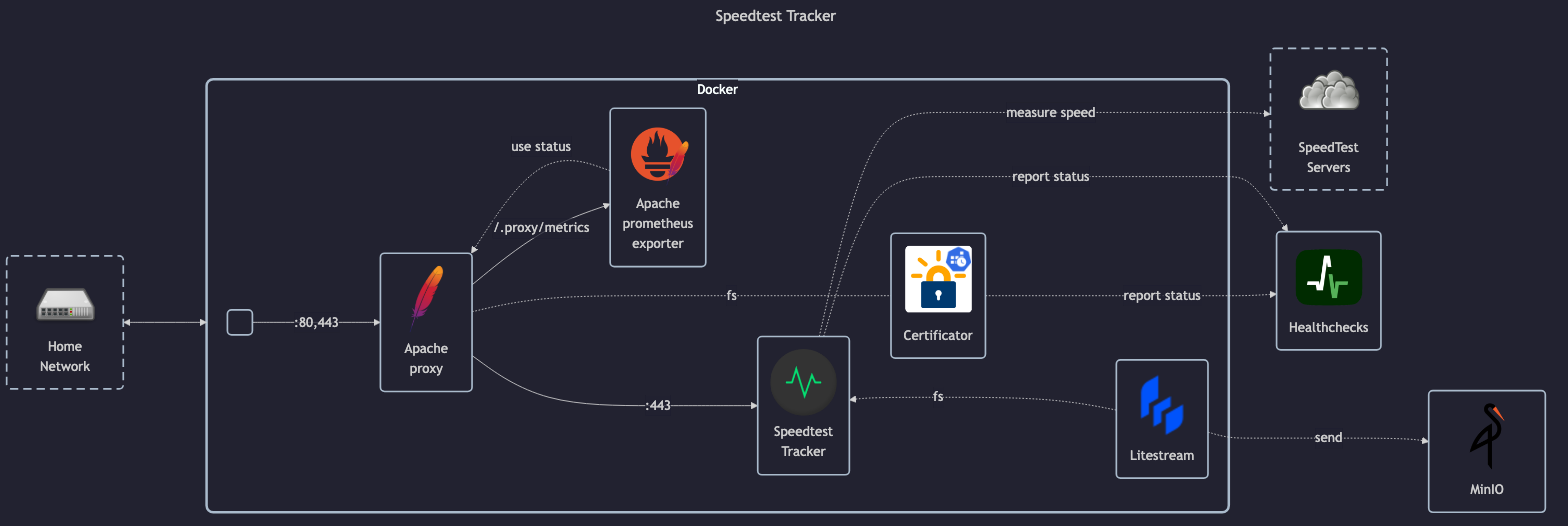 Speedtest Tracker
Docker
measure speed
SpeedTest
Servers
use status
Apache
prometheus
exporter
report status
/.proxy/metrics
Home
Network
:80,443
Apache
proxy
fs
Certificator
report status
Healthchecks
:443
Speedtest
Tracker
fs
Litestream
send
MinIO